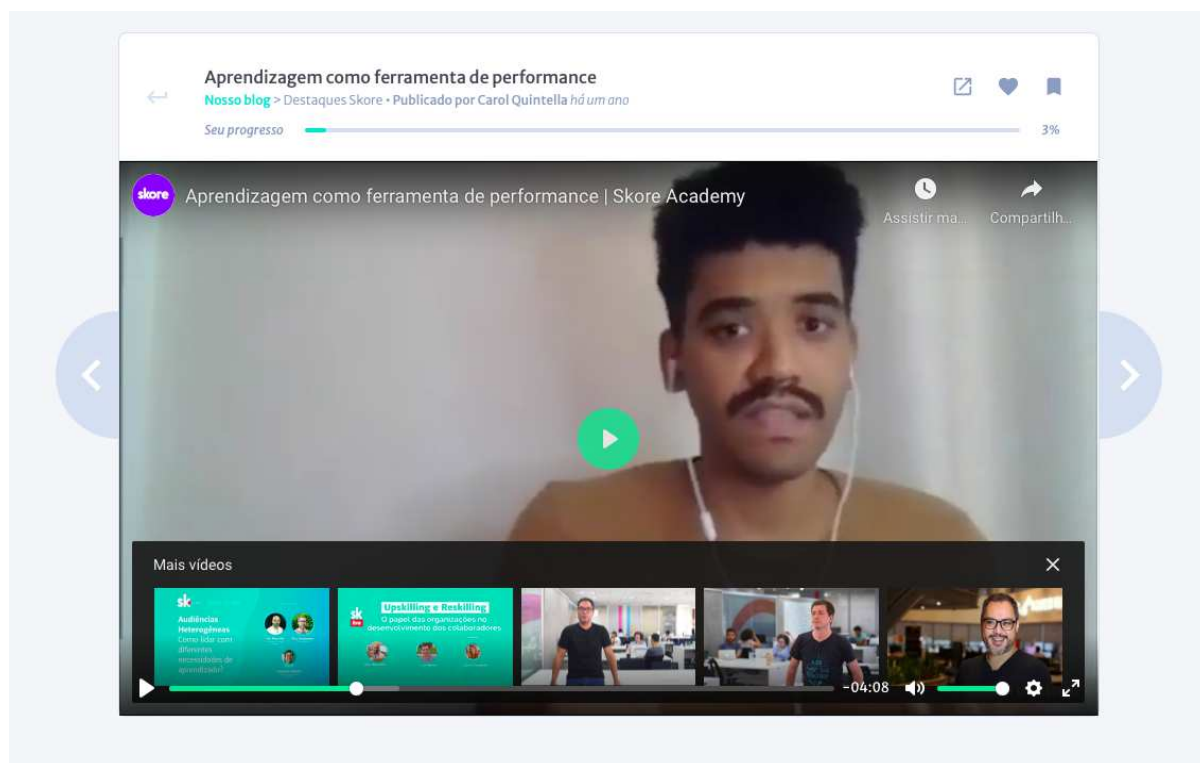 Aprendizagem como ferramenta de performance
Nosso blog > Destaques Skore • Publicado por Carol Quintella há um ano
Seu progresso
3%
skore
Aprendizagem como ferramenta de performance | Skore Academy
Assistir ma...
Compartilh...
Mais vídeos
sk
Audiências
Heterogêneas
Como lidar com
diferentes
necessidades de
aprendizado?
sk
live
Upskilling e Reskilling
O papel das organizações no
desenvolvimento dos colaboradores
-04:08